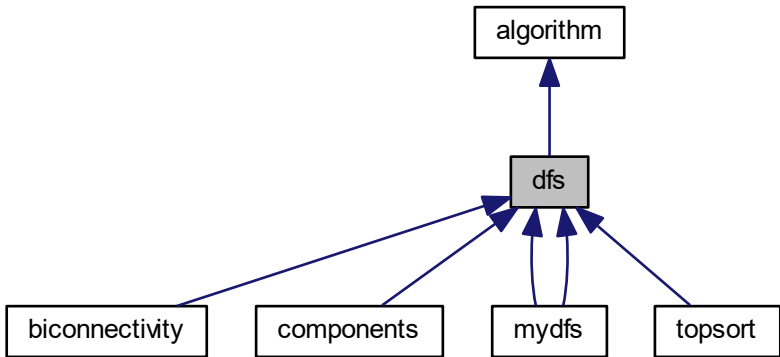 algorithm
dfs
biconnectivity
components
mydfs
topsort